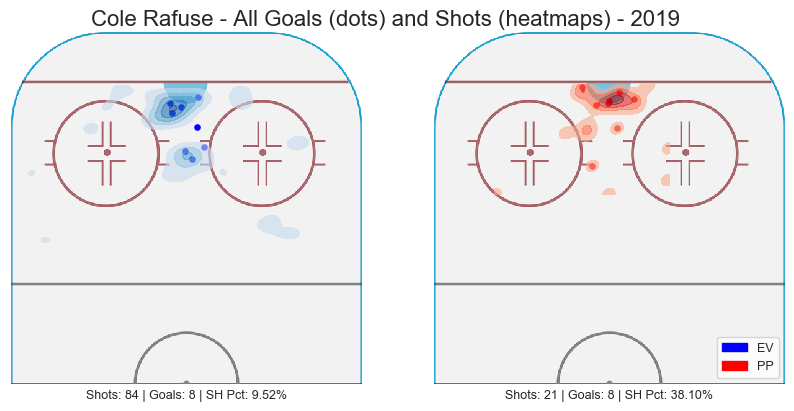 Cole Rafuse - All Goals (dots) and Shots (heatmaps) - 2019
EV
PP
Shots: 84 | Goals: 8 | SH Pct: 9.52%
Shots: 21 | Goals: 8 | SH Pct: 38.10%